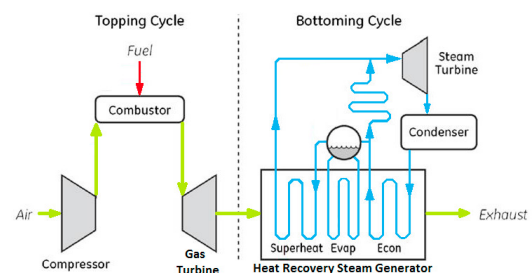 Topping Cycle
Bottoming Cycle
Fuel
Combustor
Steam
Turbine
Condenser
Air
Exhaust
Superheat Evap Econ
Compressor
Gas
Turbine
Heat Recovery Steam Generator